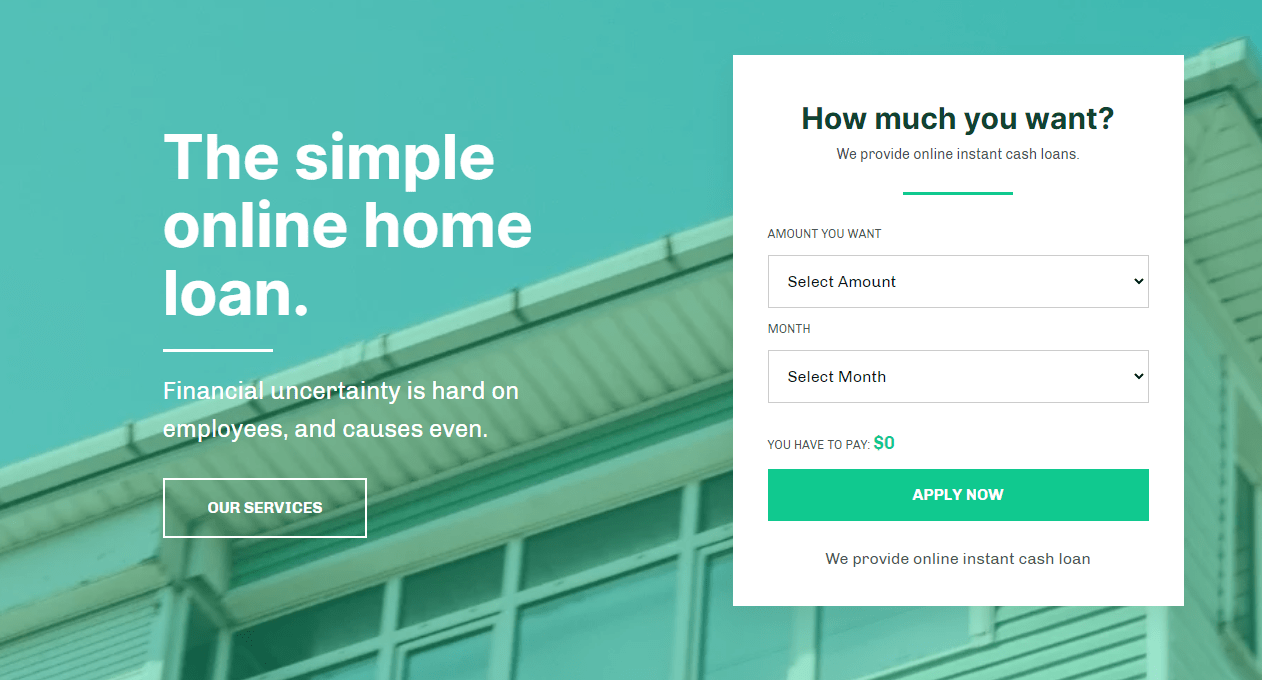 The simple
online home
loan.
Financial uncertainty is hard on
employees, and causes even.
OUR SERVICES
How much you want?
We provide online instant cash loans.
AMOUNT YOU WANT
Select Amount
MONTH
Select Month
YOU HAVE TO PAY: $0
APPLY NOW
We provide online instant cash loan